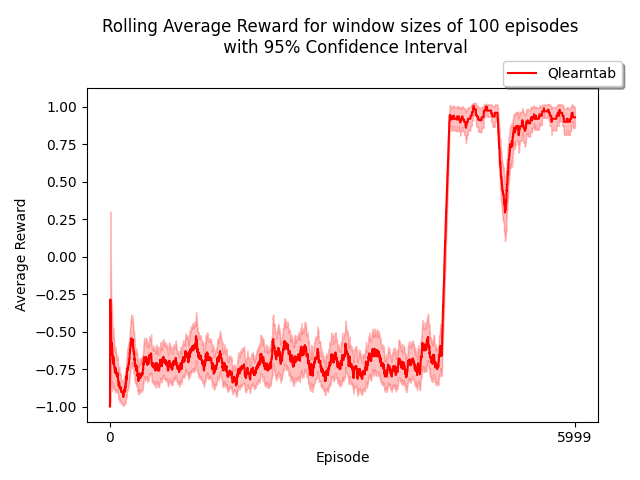 Rolling Average Reward for window sizes of 100 episodes
with 95% Confidence Interval
Qlearntab
1.00
0.75
0.50
0.25
0.00
−0.25
−0.50
−0.75
−1.00
Average Reward
0
5999
Episode